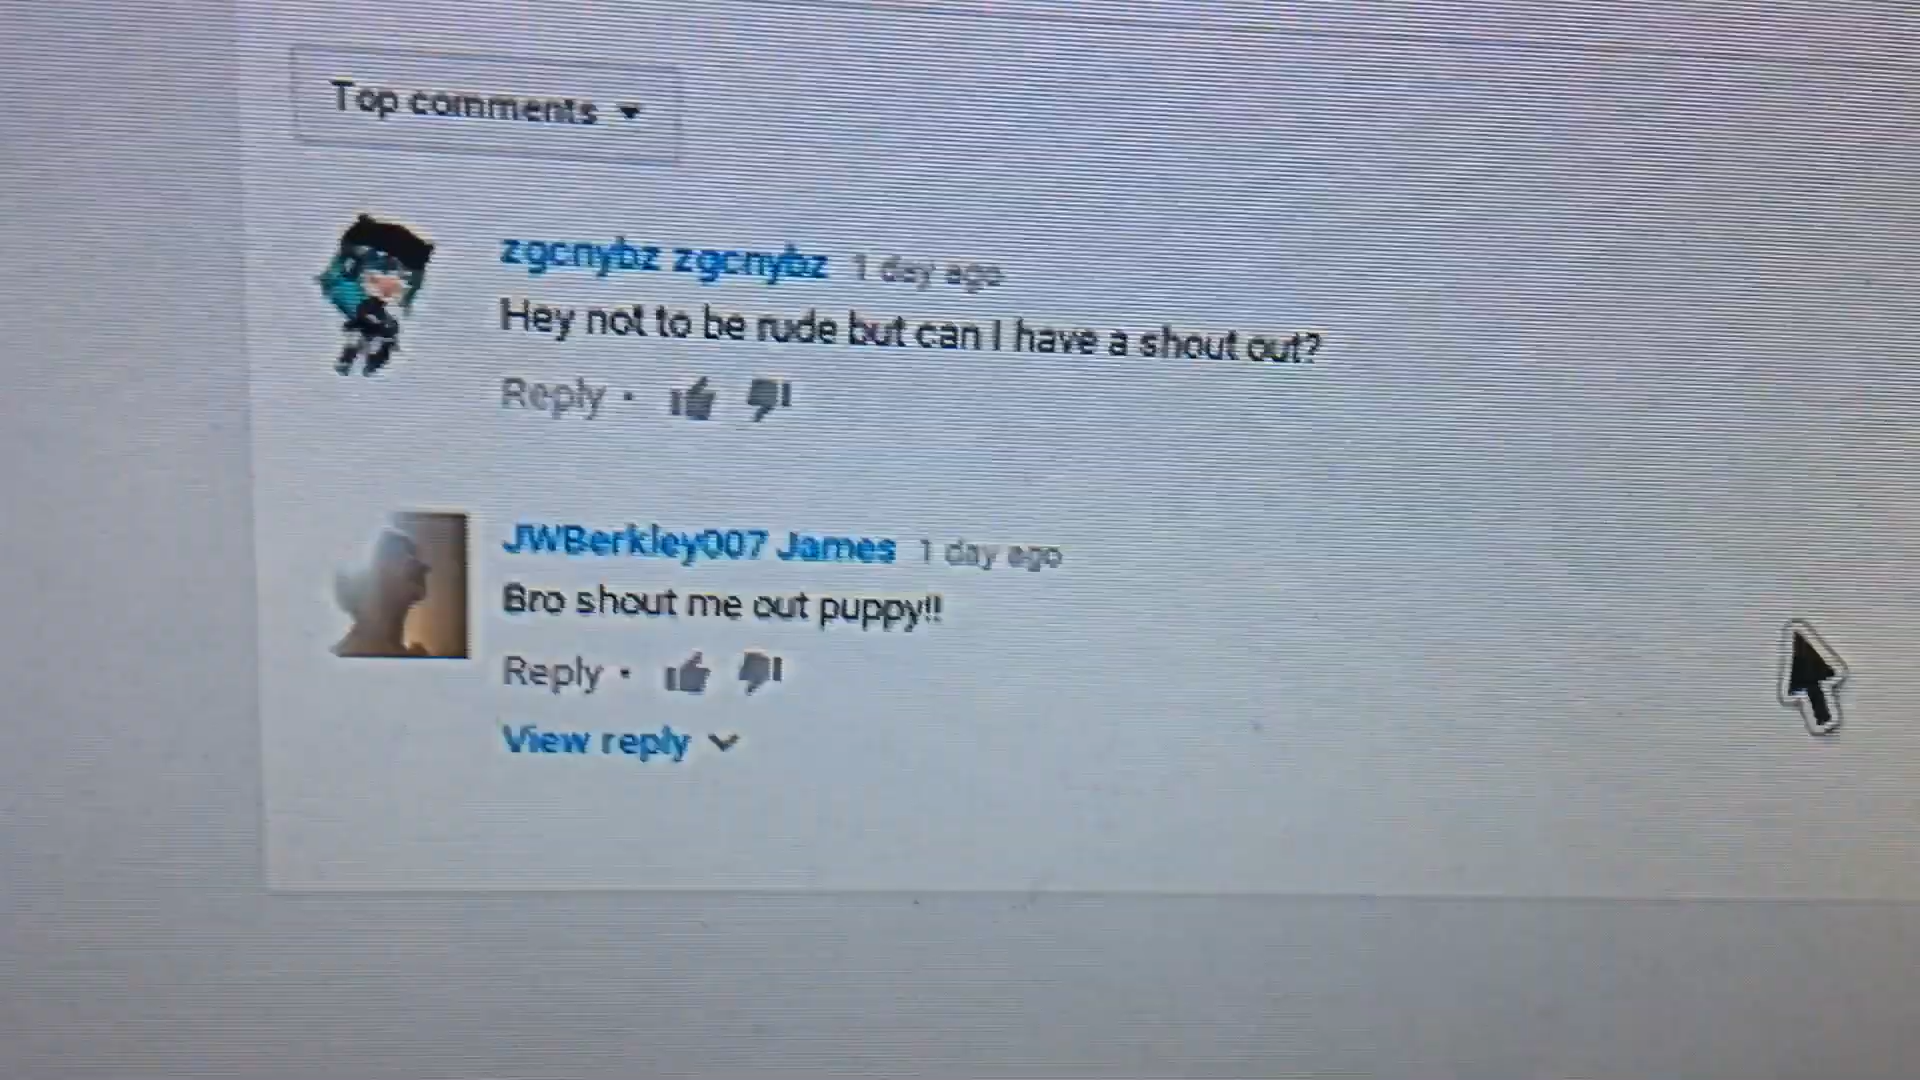 Top comments
zgcnybz zgcnybz 1 day ago
Hey not to be rude but can I have a shout out?
Reply
JWBerkley007 James 1 day ago
Bro shout me out puppy!!
Reply
View reply